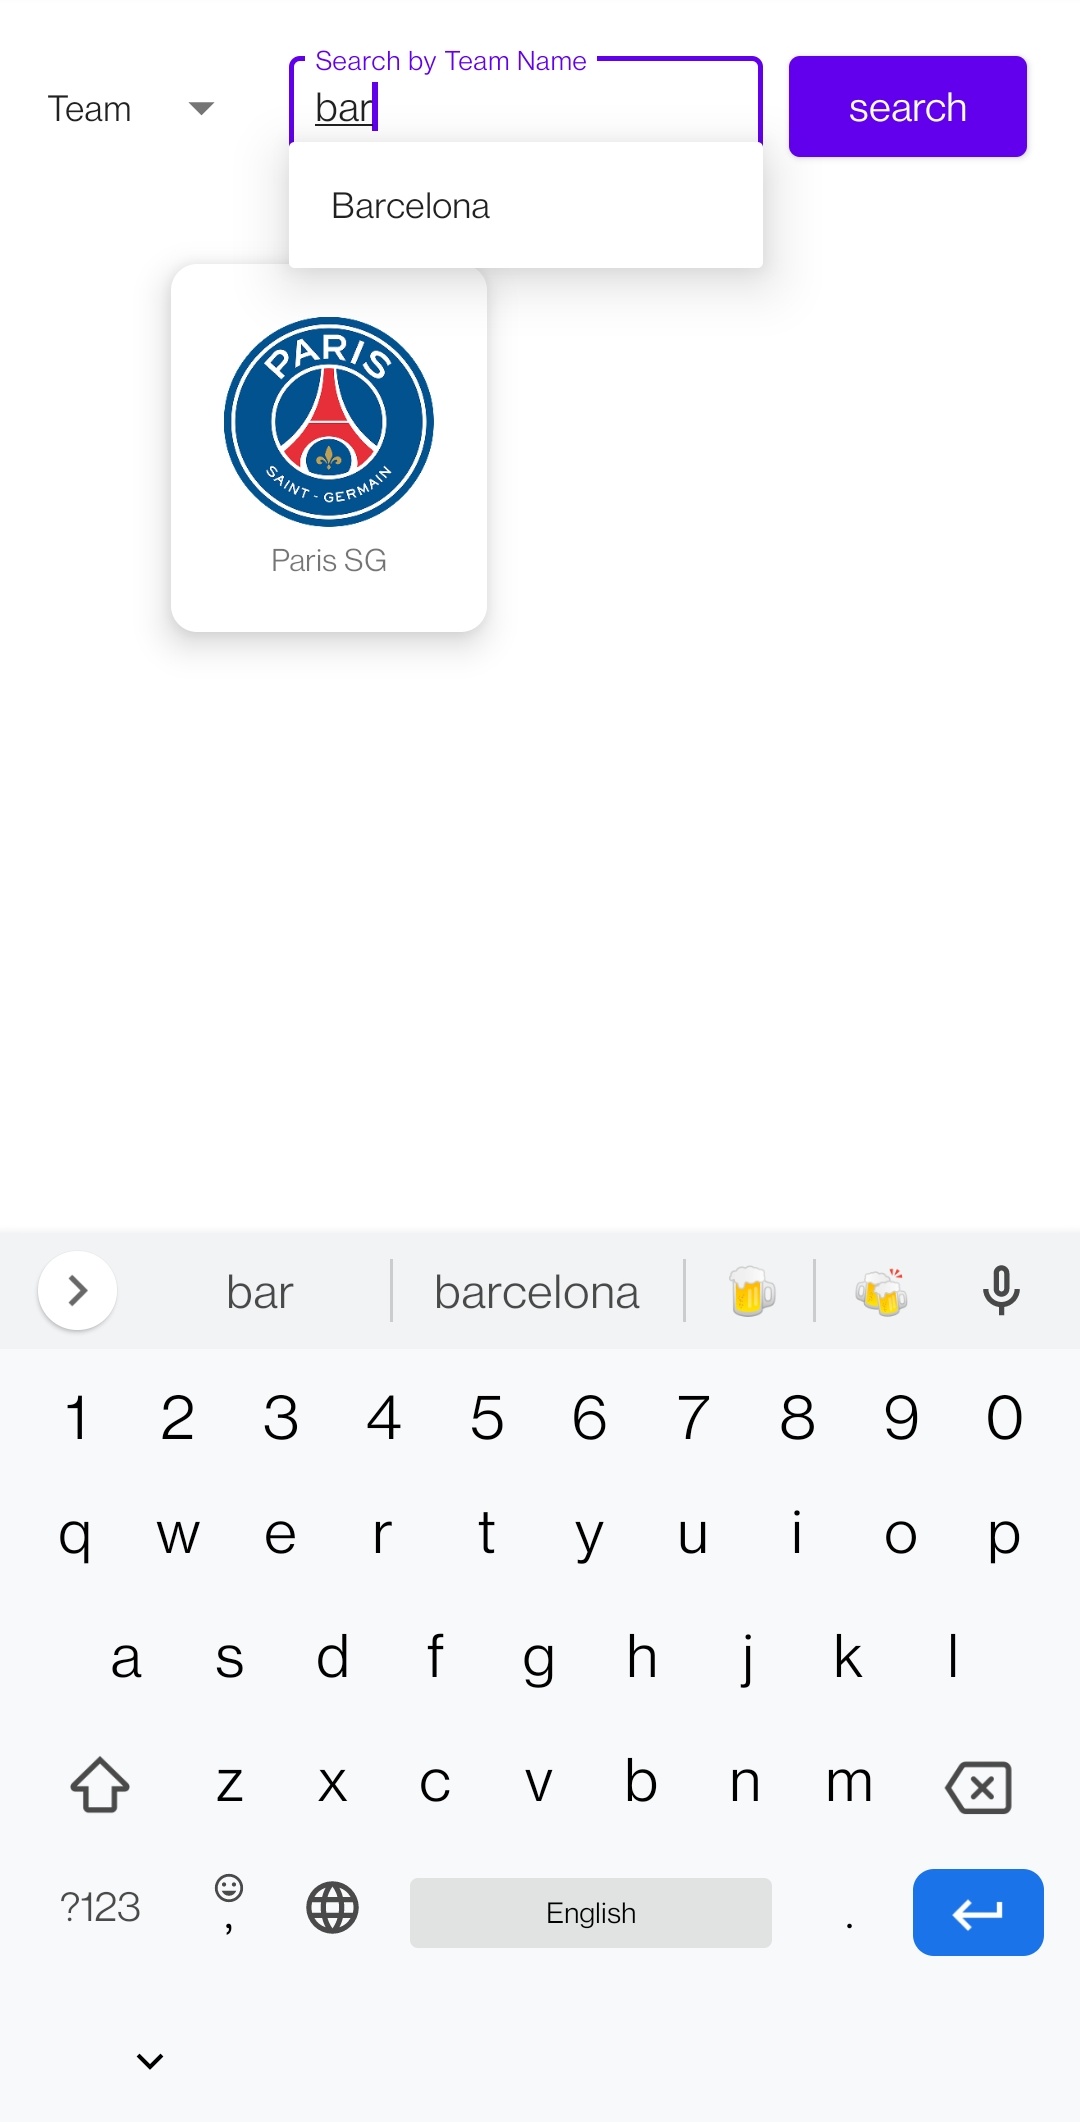 Search by Team Name
Team
bar
search
Barcelona
PARIS
SAINT - GERMAIN
Paris SG
bar barcelona
1 2 3 4 5 6 7 8 9 0
q w e r t y u i o p
a s d f g h j k l
z x c v b n m
?123 , English .